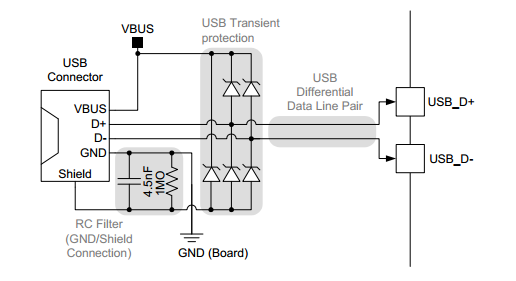 VBUS
USB Transient
protection
USB
Connector
USB
Differential
Data Line Pair
VBUS
D+
D-
GND
Shield
USB_D+
USB_D-
4.5nF
1MO
RC Filter
(GND/Shield
Connection)
GND (Board)